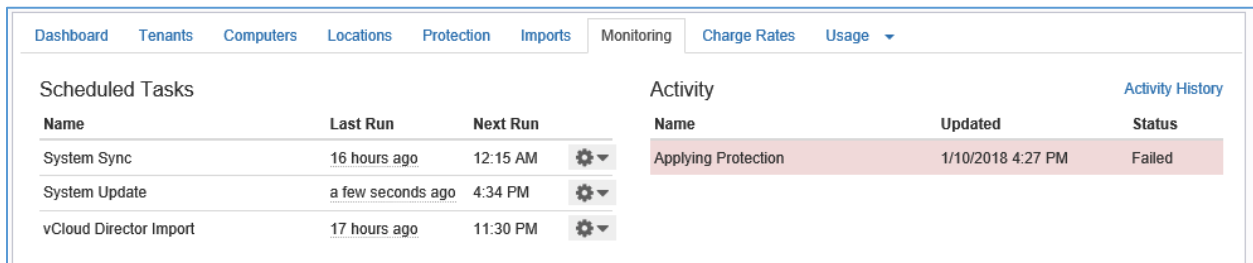 Dashboard Tenants Computers Locations Protection Imports Monitoring Charge Rates Usage
Scheduled Tasks
Name Last Run Next Run
System Sync 16 hours ago 12:15 AM
System Update a few seconds ago 4:34 PM
vCloud Director Import 17 hours ago 11:30 PM
Activity Activity History
Name Updated Status
Applying Protection 1/10/2018 4:27 PM Failed